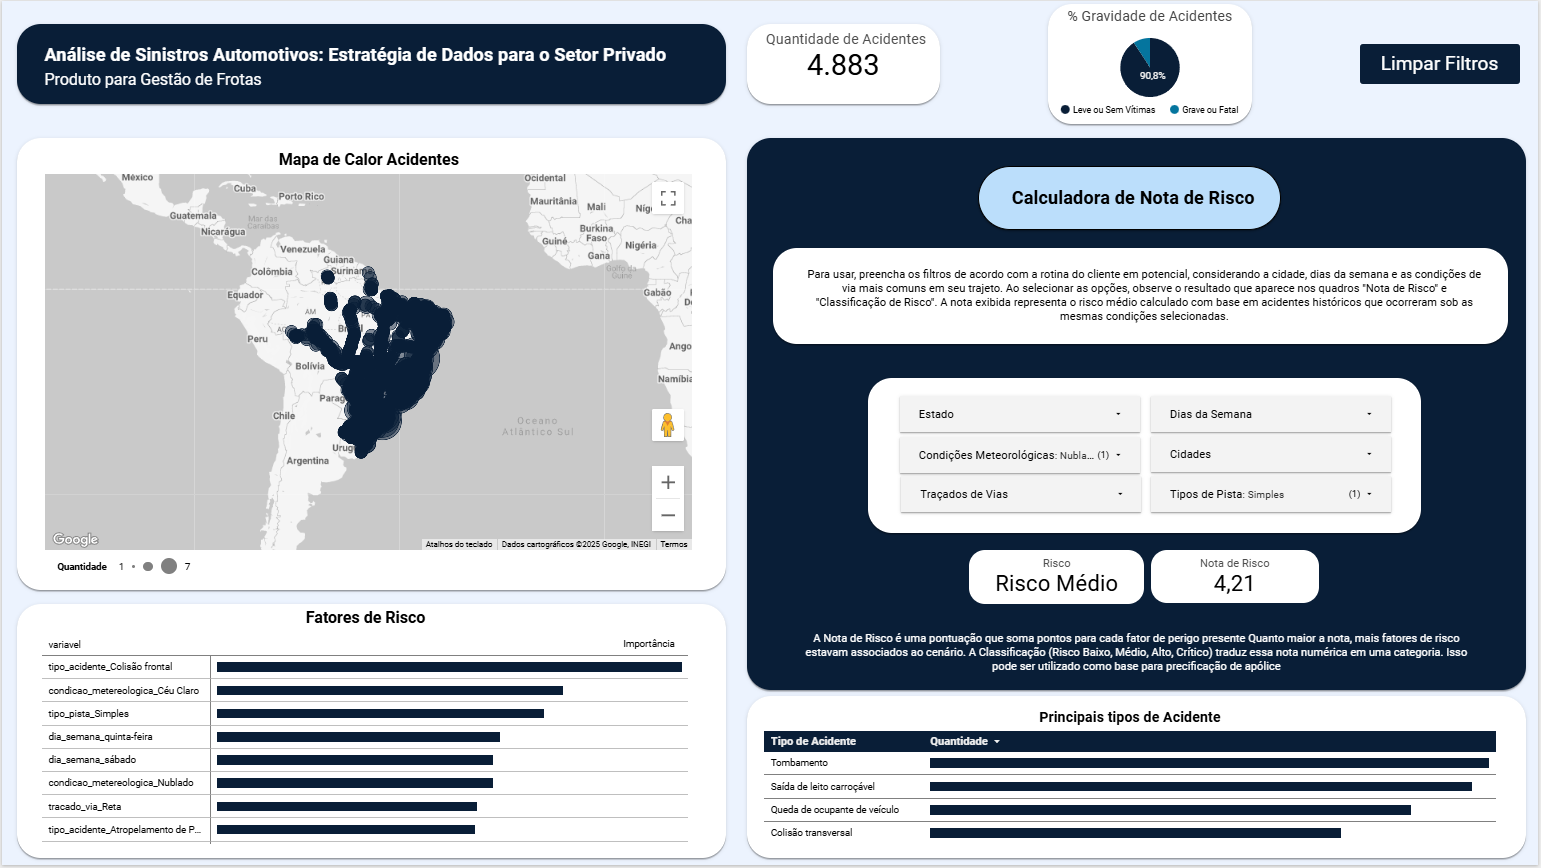 Análise de Sinistros Automotivos: Estratégia de Dados para o Setor Privado
Produto para Gestão de Frotas
Quantidade de Acidentes
4.883
% Gravidade de Acidentes
90,8%
Leve ou Sem Vítimas
Grave ou Fatal
Limpar Filtros
Mapa de Calor Acidentes
México
Cuba
Porto Rico
Guatemala
Mar das
Caraíbas
Nicarágua
Venezuela
Guiana
Suriname
Colômbia
Equador
AM
PA
AC
Br
Peru
Bolívia
Parag
Chile
Urug
Argentina
Ocidental
Mauritânia
Mali
Níg
Cha
Burkina
Faso
Guiné
Nigéria
Gana
Golfo da
Guiné
Gabão
Ango
Namíbia
Oceano
Atlântico Sul
Google
Atalhos do teclado
Dados cartográficos ©2025 Google, INEGI
Termos
Quantidade 1 7
Calculadora de Nota de Risco
Para usar, preencha os filtros de acordo com a rotina do cliente em potencial, considerando a cidade, dias da semana e as condições de
via mais comuns em seu trajeto. Ao selecionar as opções, observe o resultado que aparece nos quadros "Nota de Risco" e
"Classificação de Risco". A nota exibida representa o risco médio calculado com base em acidentes históricos que ocorreram sob as
mesmas condições selecionadas.
Estado
Dias da Semana
Condições Meteorológicas: Nubla... (1)
Cidades
Traçados de Vias
Tipos de Pista: Simples (1)
Risco
Risco Médio
Nota de Risco
4,21
A Nota de Risco é uma pontuação que soma pontos para cada fator de perigo presente Quanto maior a nota, mais fatores de risco
estavam associados ao cenário. A Classificação (Risco Baixo, Médio, Alto, Crítico) traduz essa nota numérica em uma categoria. Isso
pode ser utilizado como base para precificação de apólice
Fatores de Risco
variavel Importância
tipo_acidente_Colisão frontal
condicao_metereologica_Céu Claro
tipo_pista_Simples
dia_semana_quinta-feira
dia_semana_sábado
condicao_metereologica_Nublado
tracado_via_Reta
tipo_acidente_Atropelamento de P...
Principais tipos de Acidente
Tipo de Acidente Quantidade
Tombamento
Saída de leito carroçável
Queda de ocupante de veículo
Colisão transversal